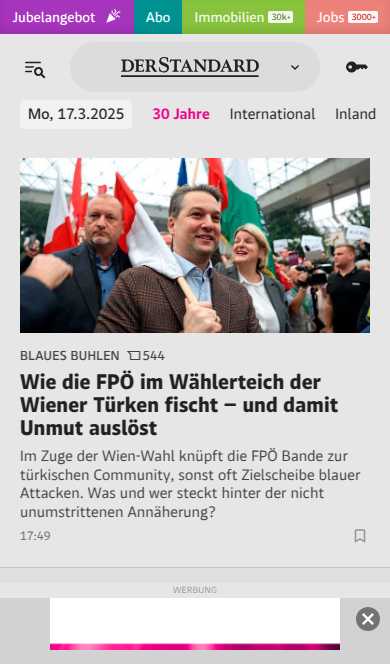 Jubelangebot Abo Immobilien 30k+ Jobs 3000+
DERSTANDARD
Mo, 17.3.2025 30 Jahre International Inland
BLAUES BUHLEN 544
Wie die FPÖ im Wählerteich der
Wiener Türken fischt – und damit
Unmut auslöst
Im Zuge der Wien-Wahl knüpft die FPÖ Bande zur
türkischen Community, sonst oft Zielscheibe blauer
Attacken. Was und wer steckt hinter der nicht
unumstrittenen Annäherung?
17:49
WERBUNG